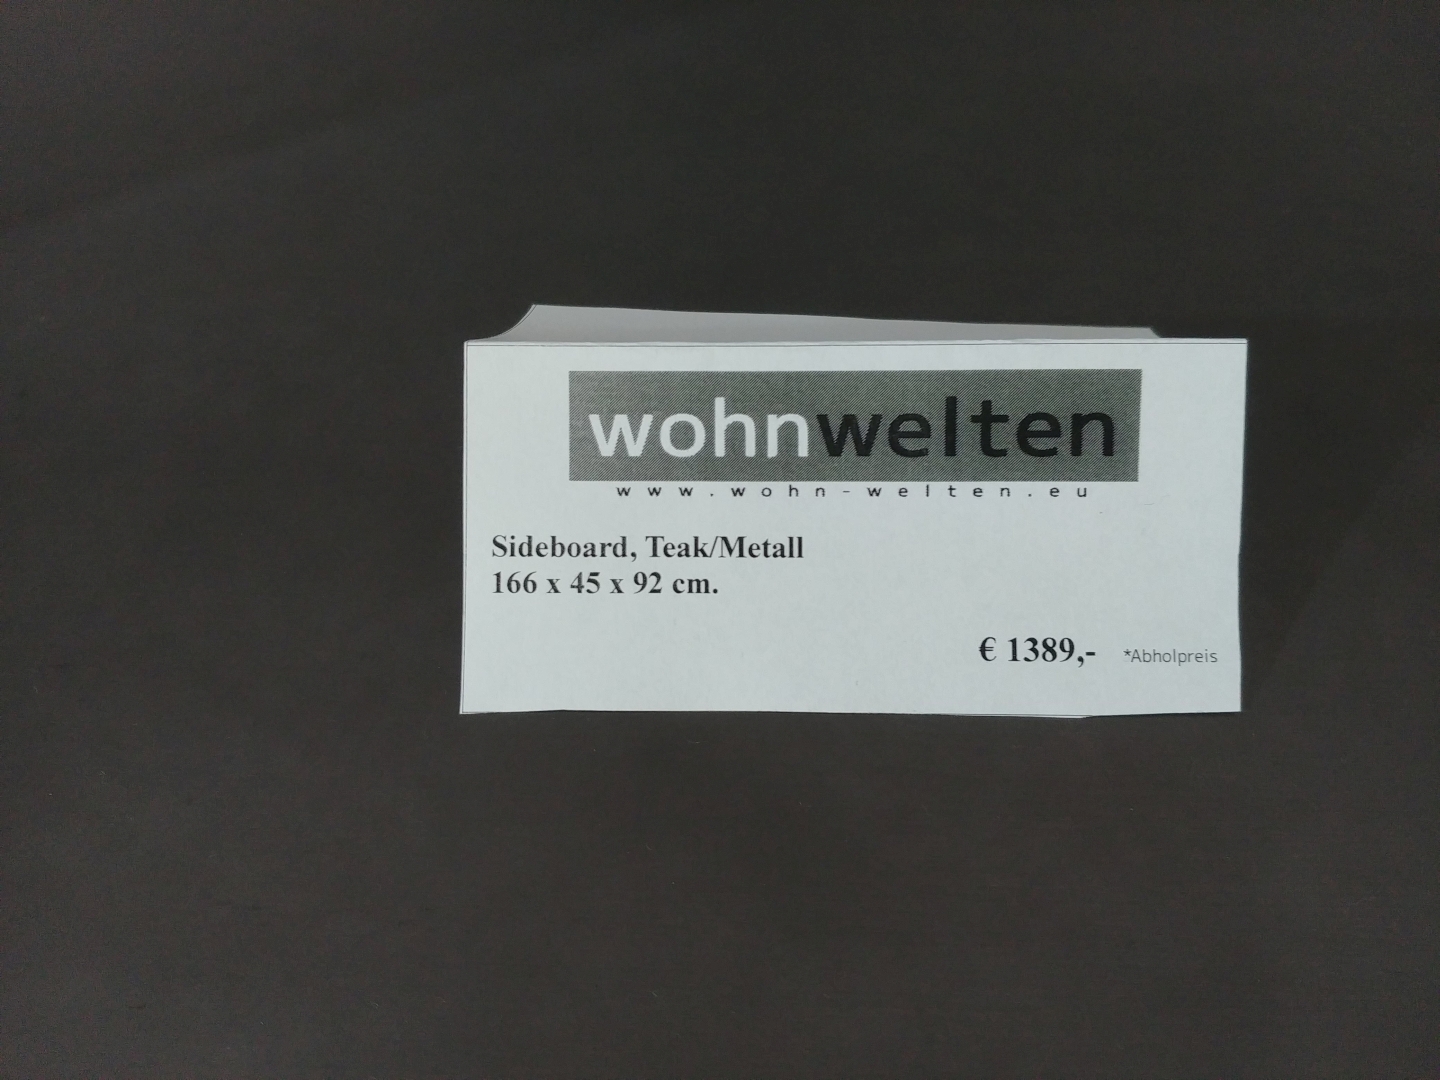 wohnwelten
www.wohn-welten.eu
Sideboard, Teak/Metall
166 x 45 x 92 cm.
€ 1389,- *Abholpreis